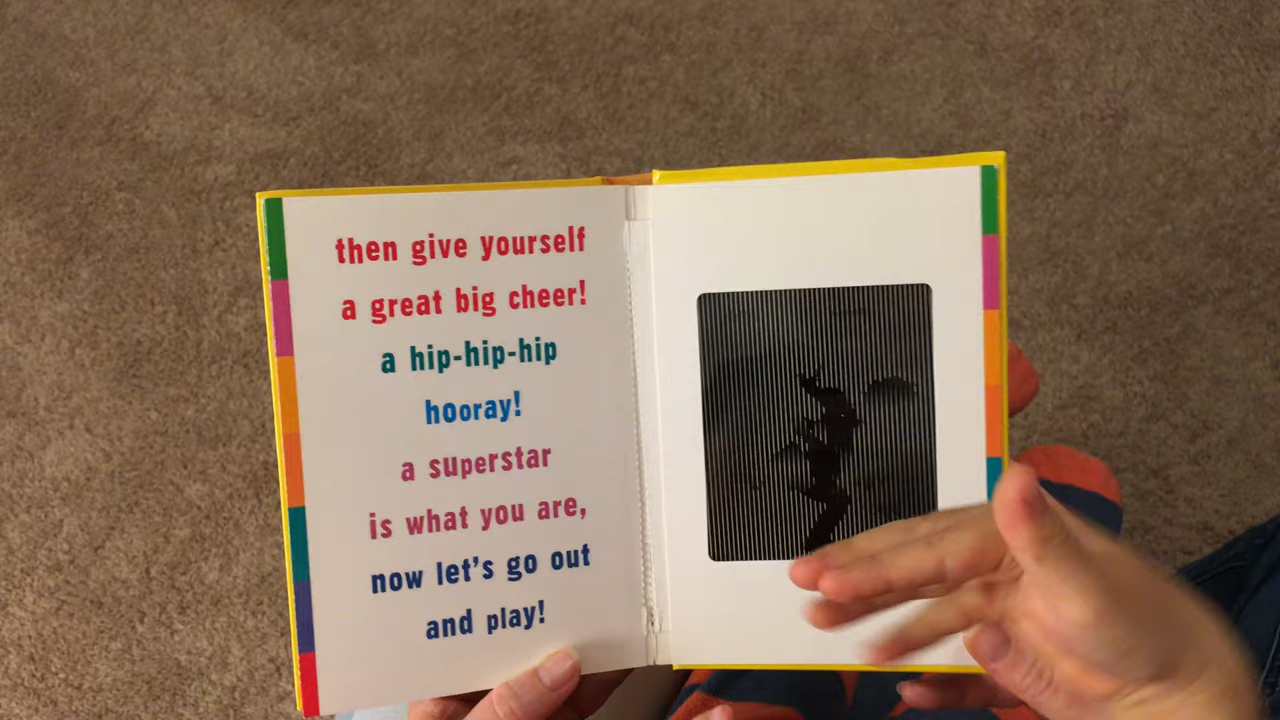 then give yourself
a great big cheer!
a hip-hip-hip
hooray!
a superstar
is what you are,
now let's go out
and play!